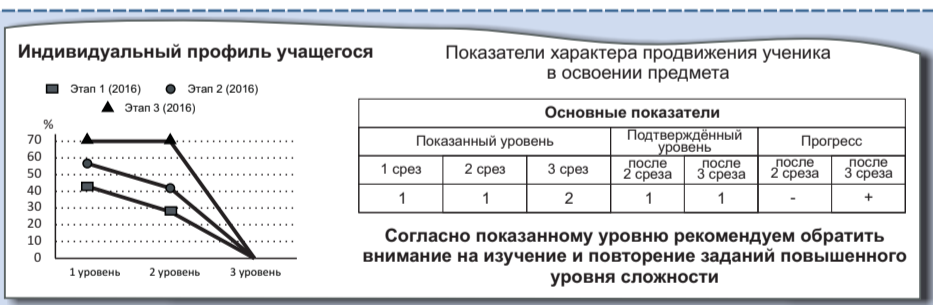 Индивидуальный профиль учащегося
Этап 1 (2016) Этап 2 (2016)
Этап 3 (2016)
%
70
60
50
40
30
20
10
0
1 уровень 2 уровень 3 уровень
Показатели характера продвижения ученика
в освоении предмета
Основные показатели
Показанный уровень Подтверждённый уровень Прогресс
1 срез 2 срез 3 срез после 2 среза после 3 среза после 2 среза после 3 среза
1 1 2 1 1 - +
Согласно показанному уровню рекомендуем обратить
внимание на изучение и повторение заданий повышенного
уровня сложности